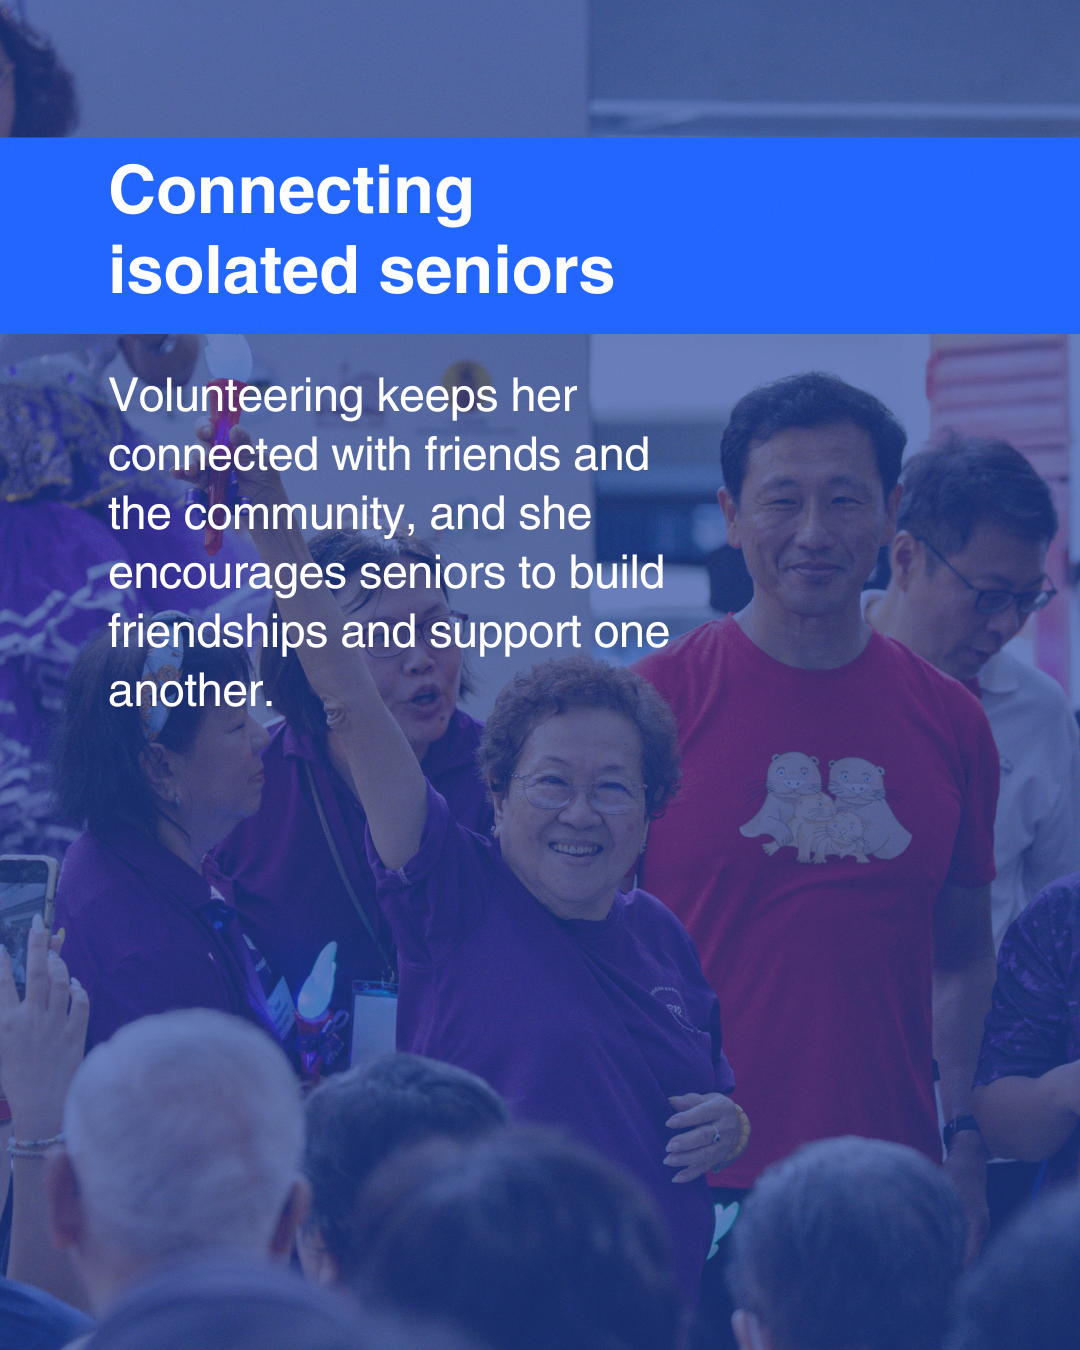 Connecting
isolated seniors
Volunteering keeps her
connected with friends and
the community, and she
encourages seniors to build
friendships and support one
another.